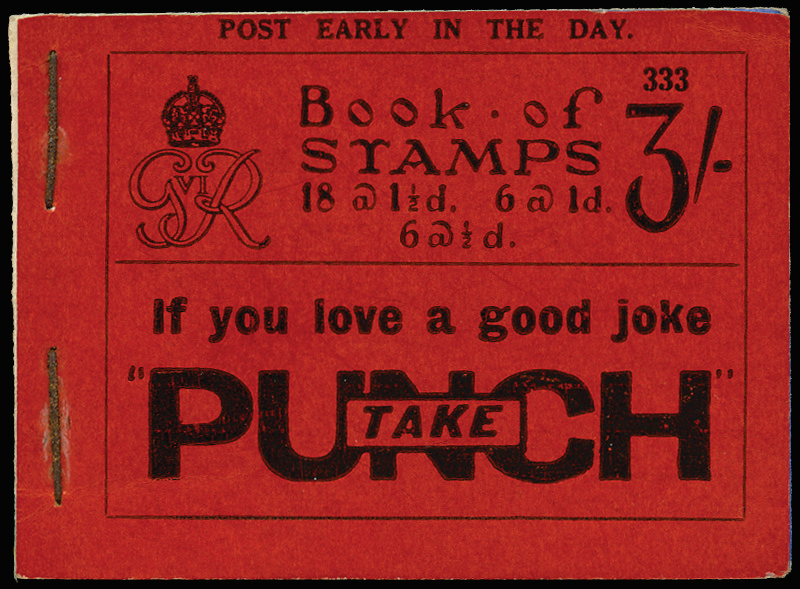 POST EARLY IN THE DAY.
333
GVIR
Book · of
STAMPS 3/-
18 @ 1½d. 6 @ 1d.
6 @ ½d.
If you love a good joke
TAKE
"PUNCH"